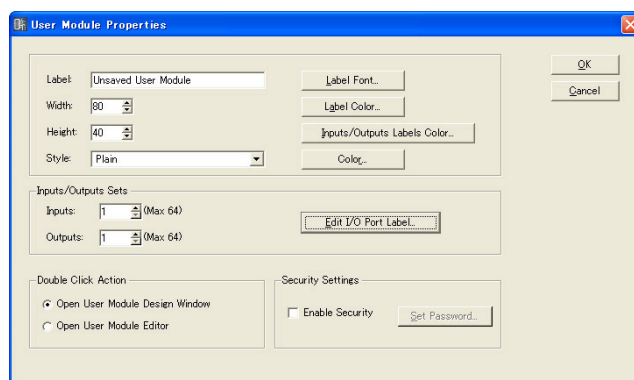 User Module Properties
Label: Unsaved User Module Label Font... OK
Width: 80 Label Color... Cancel
Height: 40 Inputs/Outputs Labels Color...
Style: Plain Color...
Inputs/Outputs Sets
Inputs: 1 (Max 64) Edit I/O Port Label...
Outputs: 1 (Max 64)
Double Click Action
Open User Module Design Window
Open User Module Editor
Security Settings
Enable Security Set Password...